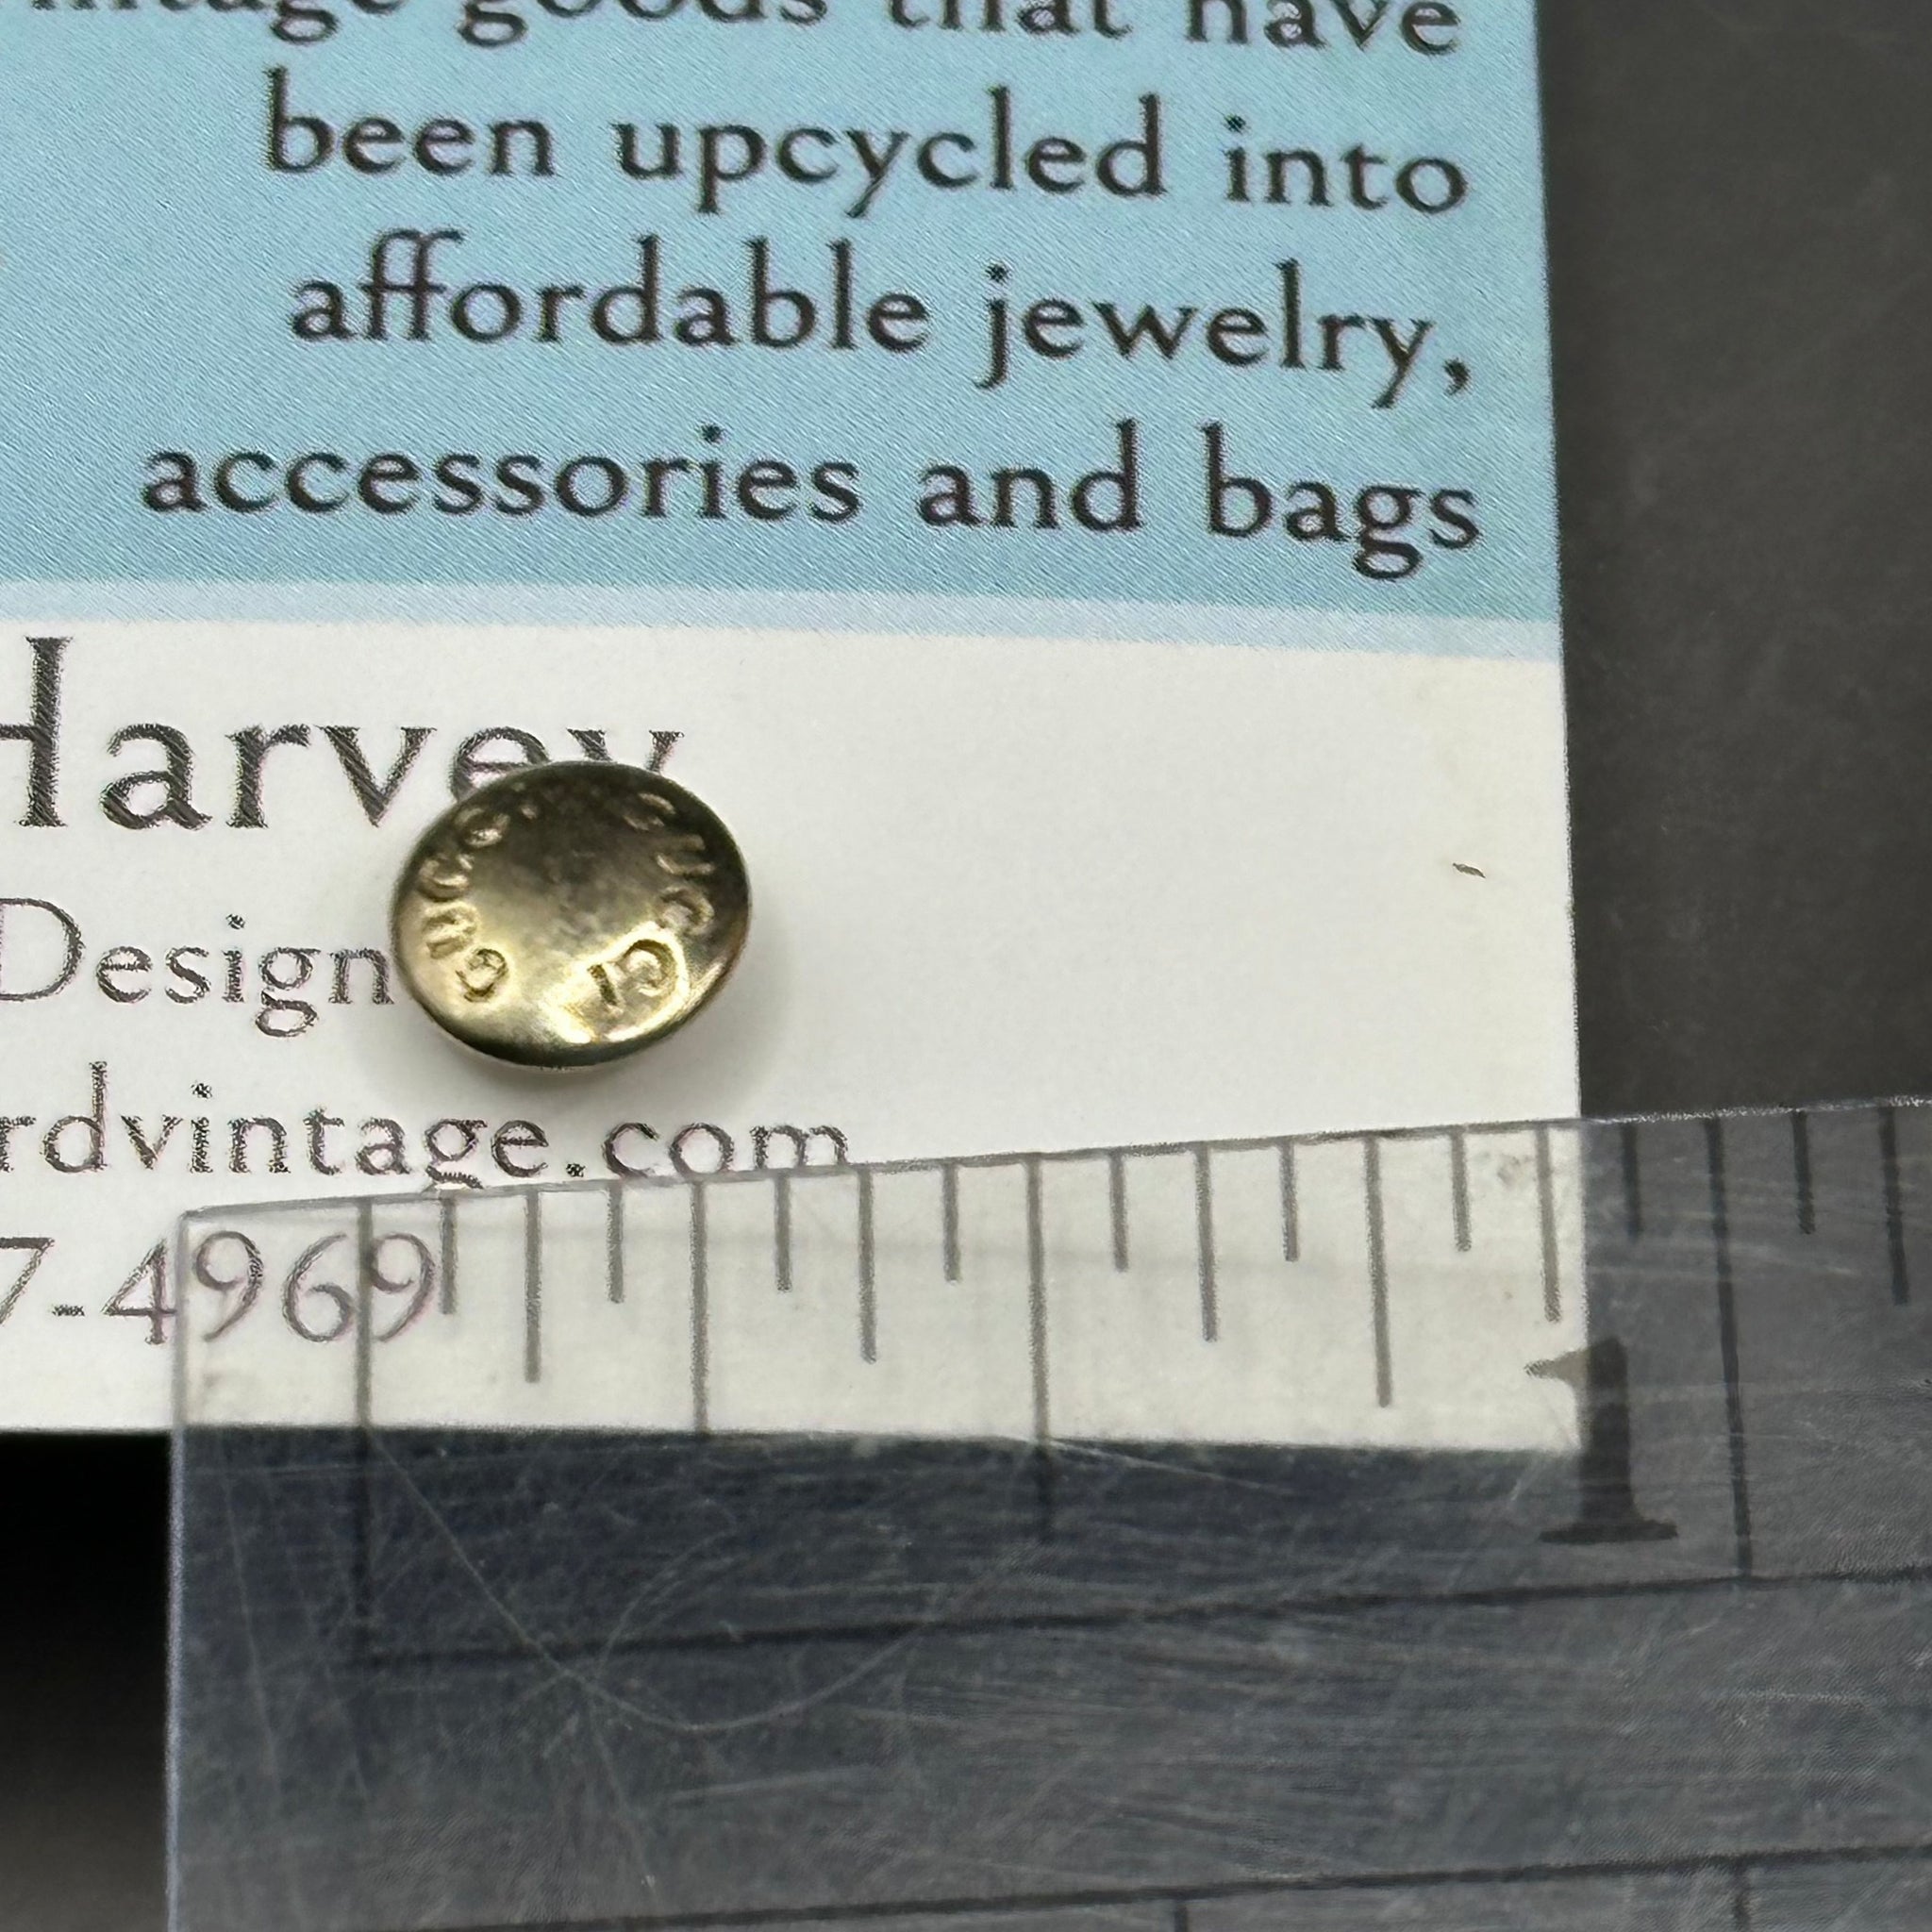 intage goods that have
been upcycled into
affordable jewelry,
accessories and bags
Harvey
Design
rdvintage.com
7-4969
GUCCI
GUCCI
1